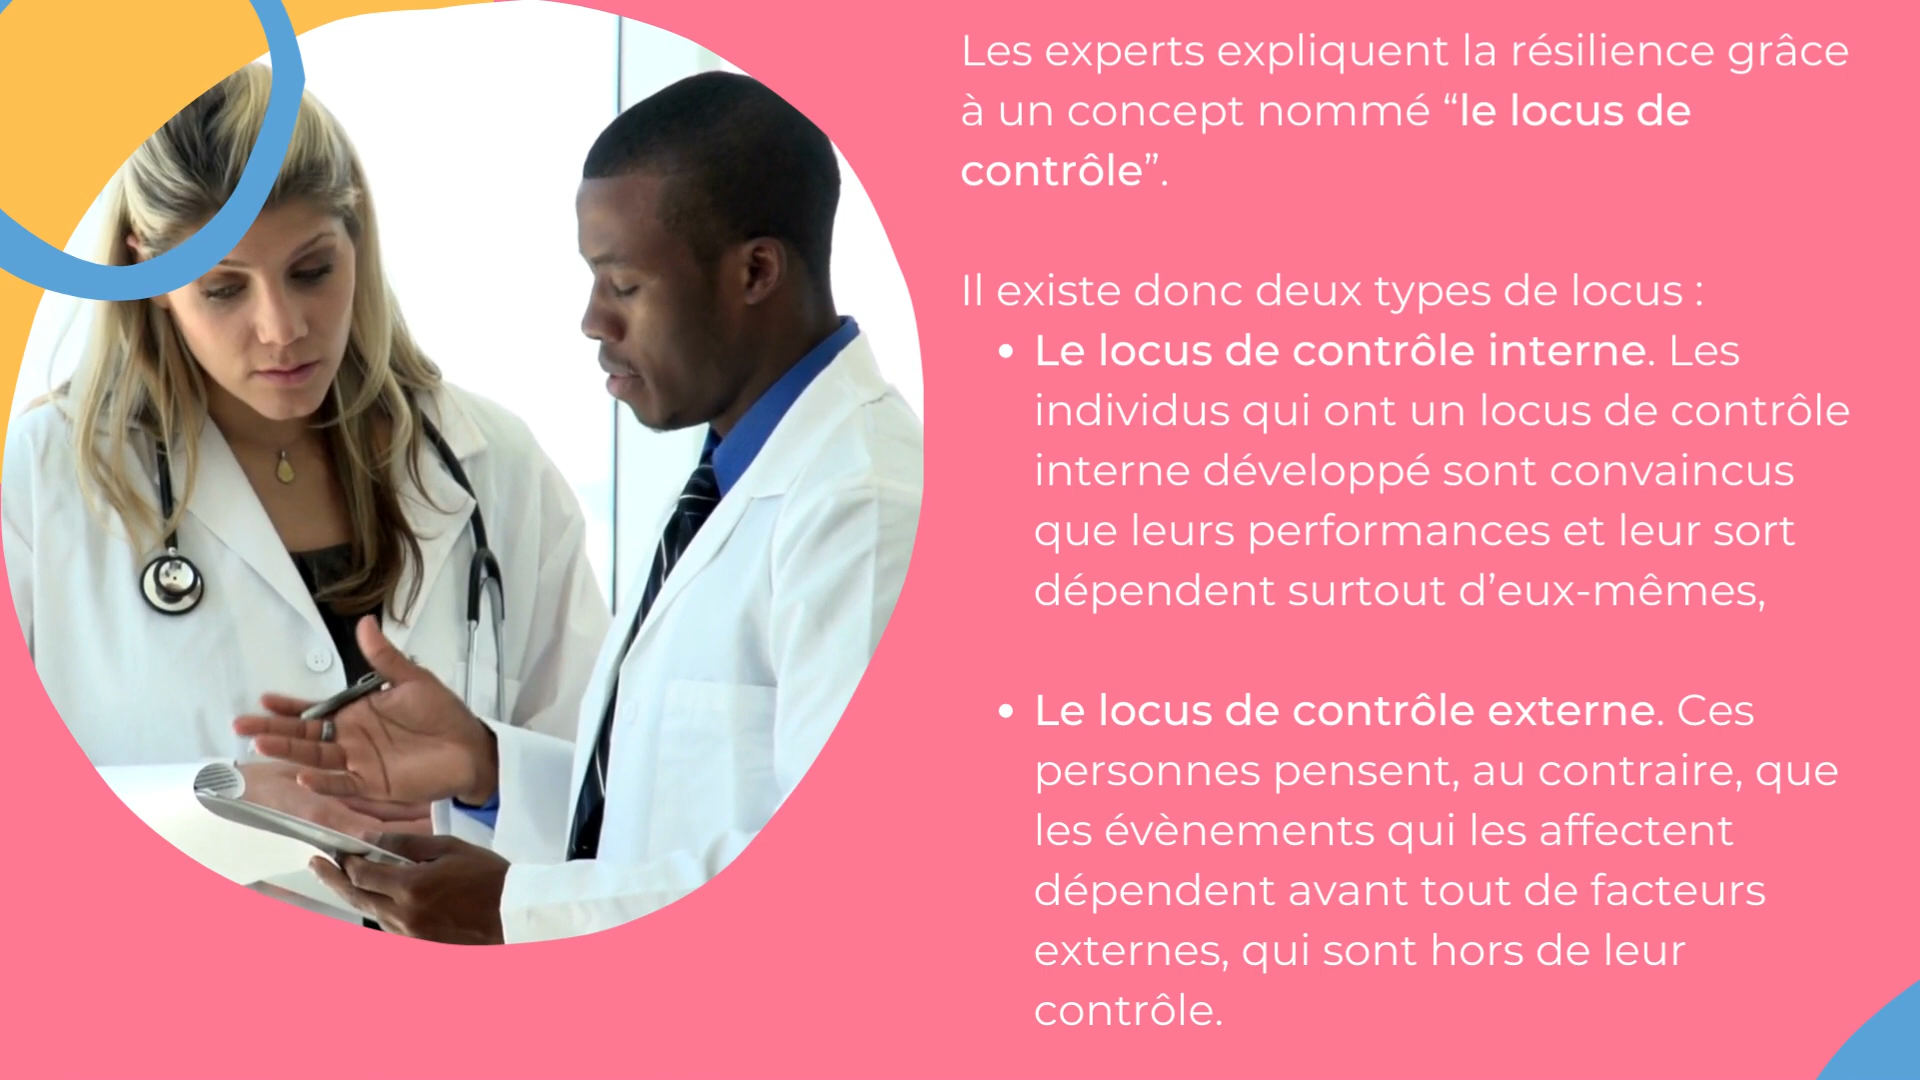 Les experts expliquent la résilience grâce
à un concept nommé “le locus de
contrôle”.
Il existe donc deux types de locus :
• Le locus de contrôle interne. Les
individus qui ont un locus de contrôle
interne développé sont convaincus
que leurs performances et leur sort
dépendent surtout d’eux-mêmes,
• Le locus de contrôle externe. Ces
personnes pensent, au contraire, que
les évènements qui les affectent
dépendent avant tout de facteurs
externes, qui sont hors de leur
contrôle.